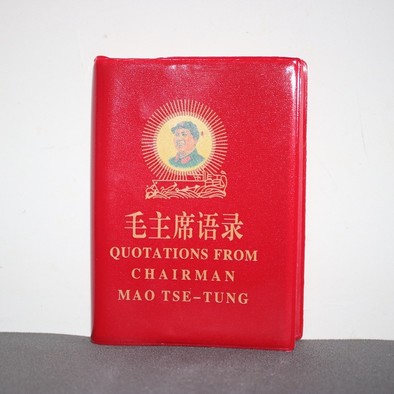 毛主席语录
QUOTATIONS FROM
CHAIRMAN
MAO TSE-TUNG